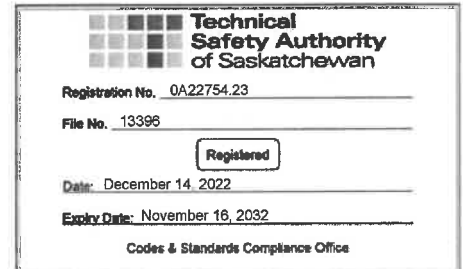 Technical
Safety Authority
of Saskatchewan
Registration No. 0A22754.23
File No. 13396
Registered
Date: December 14, 2022
Expiry Date: November 16, 2032
Codes & Standards Compliance Office